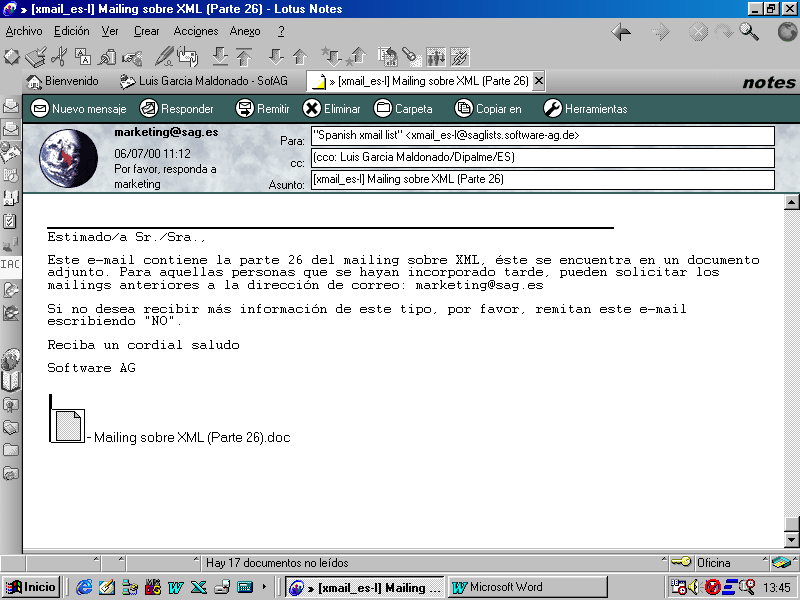 [xmail_es-l] Mailing sobre XML (Parte 26) - Lotus Notes
Archivo Edición Ver Crear Acciones Anexo ?
Bienvenido Luis Garcia Maldonado - SofAG » [xmail_es-l] Mailing sobre XML (Parte 26) notes
Nuevo mensaje Responder Remitir Eliminar Carpeta Copiar en Herramientas
marketing@sag.es
06/07/00 11:12
Por favor, responda a
marketing
Para: "Spanish xmail list" <xmail_es-l@saglists.software-ag.de>
cc: (cco: Luis Garcia Maldonado/Dipalme/ES)
Asunto: [xmail_es-l] Mailing sobre XML (Parte 26)
IAC
Estimado/a Sr./Sra.,
Este e-mail contiene la parte 26 del mailing sobre XML, éste se encuentra en un documento
adjunto. Para aquellas personas que se hayan incorporado tarde, pueden solicitar los
mailings anteriores a la dirección de correo: marketing@sag.es
Si no desea recibir más información de este tipo, por favor, remitan este e-mail
escribiendo "NO".
Reciba un cordial saludo
Software AG
- Mailing sobre XML (Parte 26).doc
Hay 17 documentos no leídos Oficina
Inicio » [xmail_es-l] Mailing ... Microsoft Word 13:45